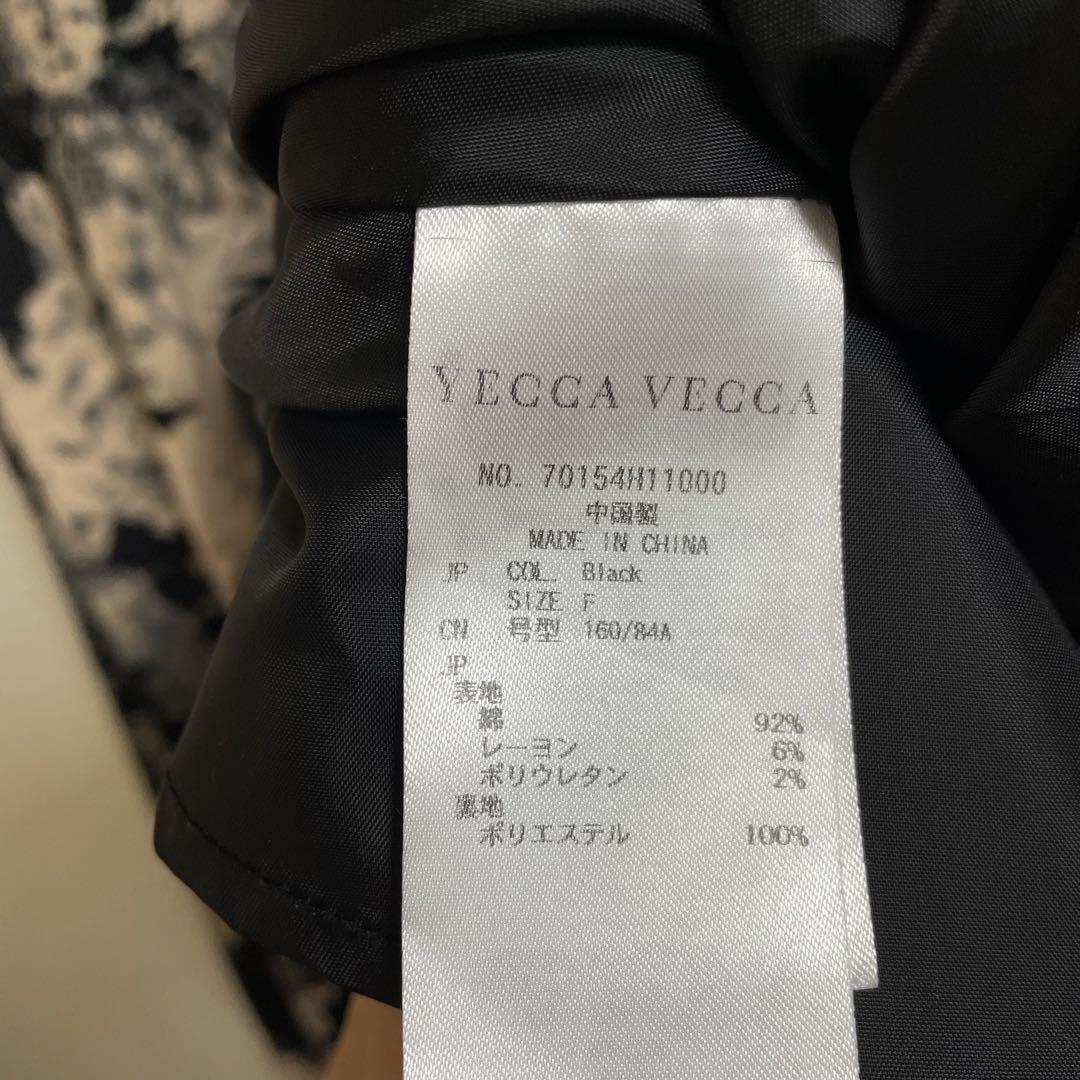 YECCA VECCA
NO. 70154H11000
中国製
MADE IN CHINA
JP COL. Black
SIZE F
CN 号型 160/84A
JP
表地
綿 92%
レーヨン 6%
ポリウレタン 2%
裏地
ポリエステル 100%